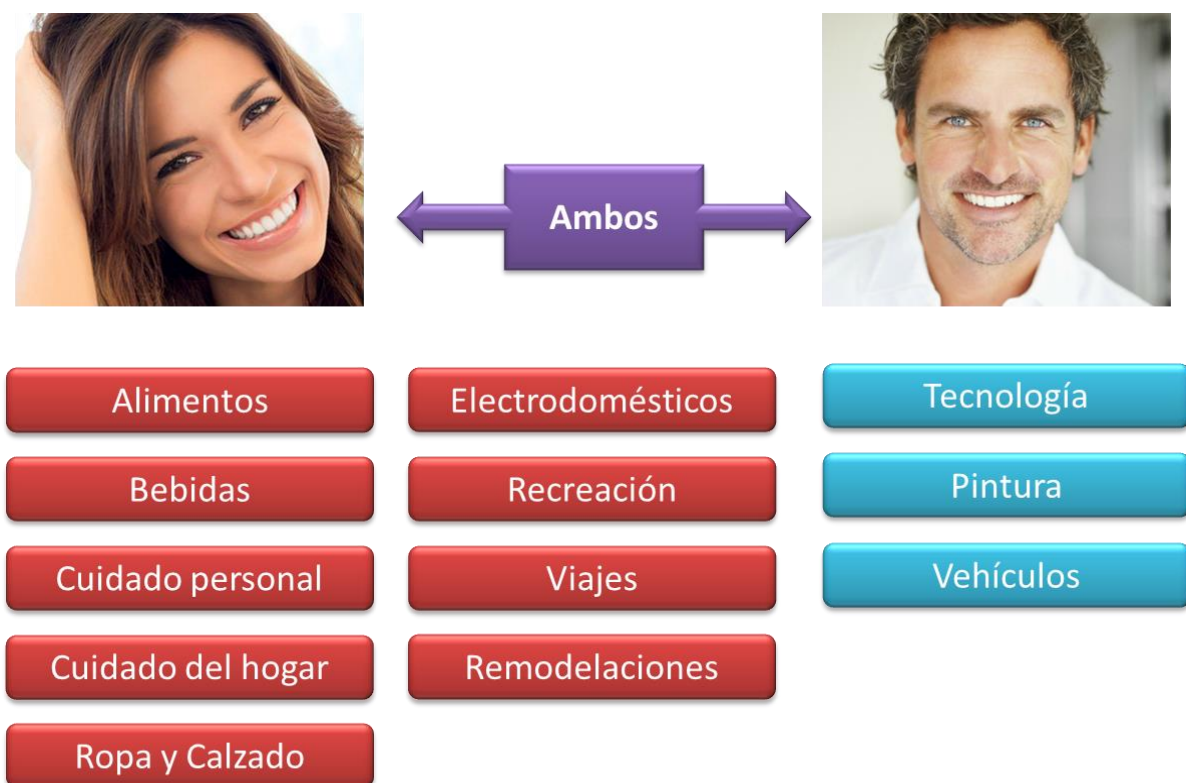 Ambos
Alimentos
Bebidas
Cuidado personal
Cuidado del hogar
Ropa y Calzado
Electrodomésticos
Recreación
Viajes
Remodelaciones
Tecnología
Pintura
Vehículos